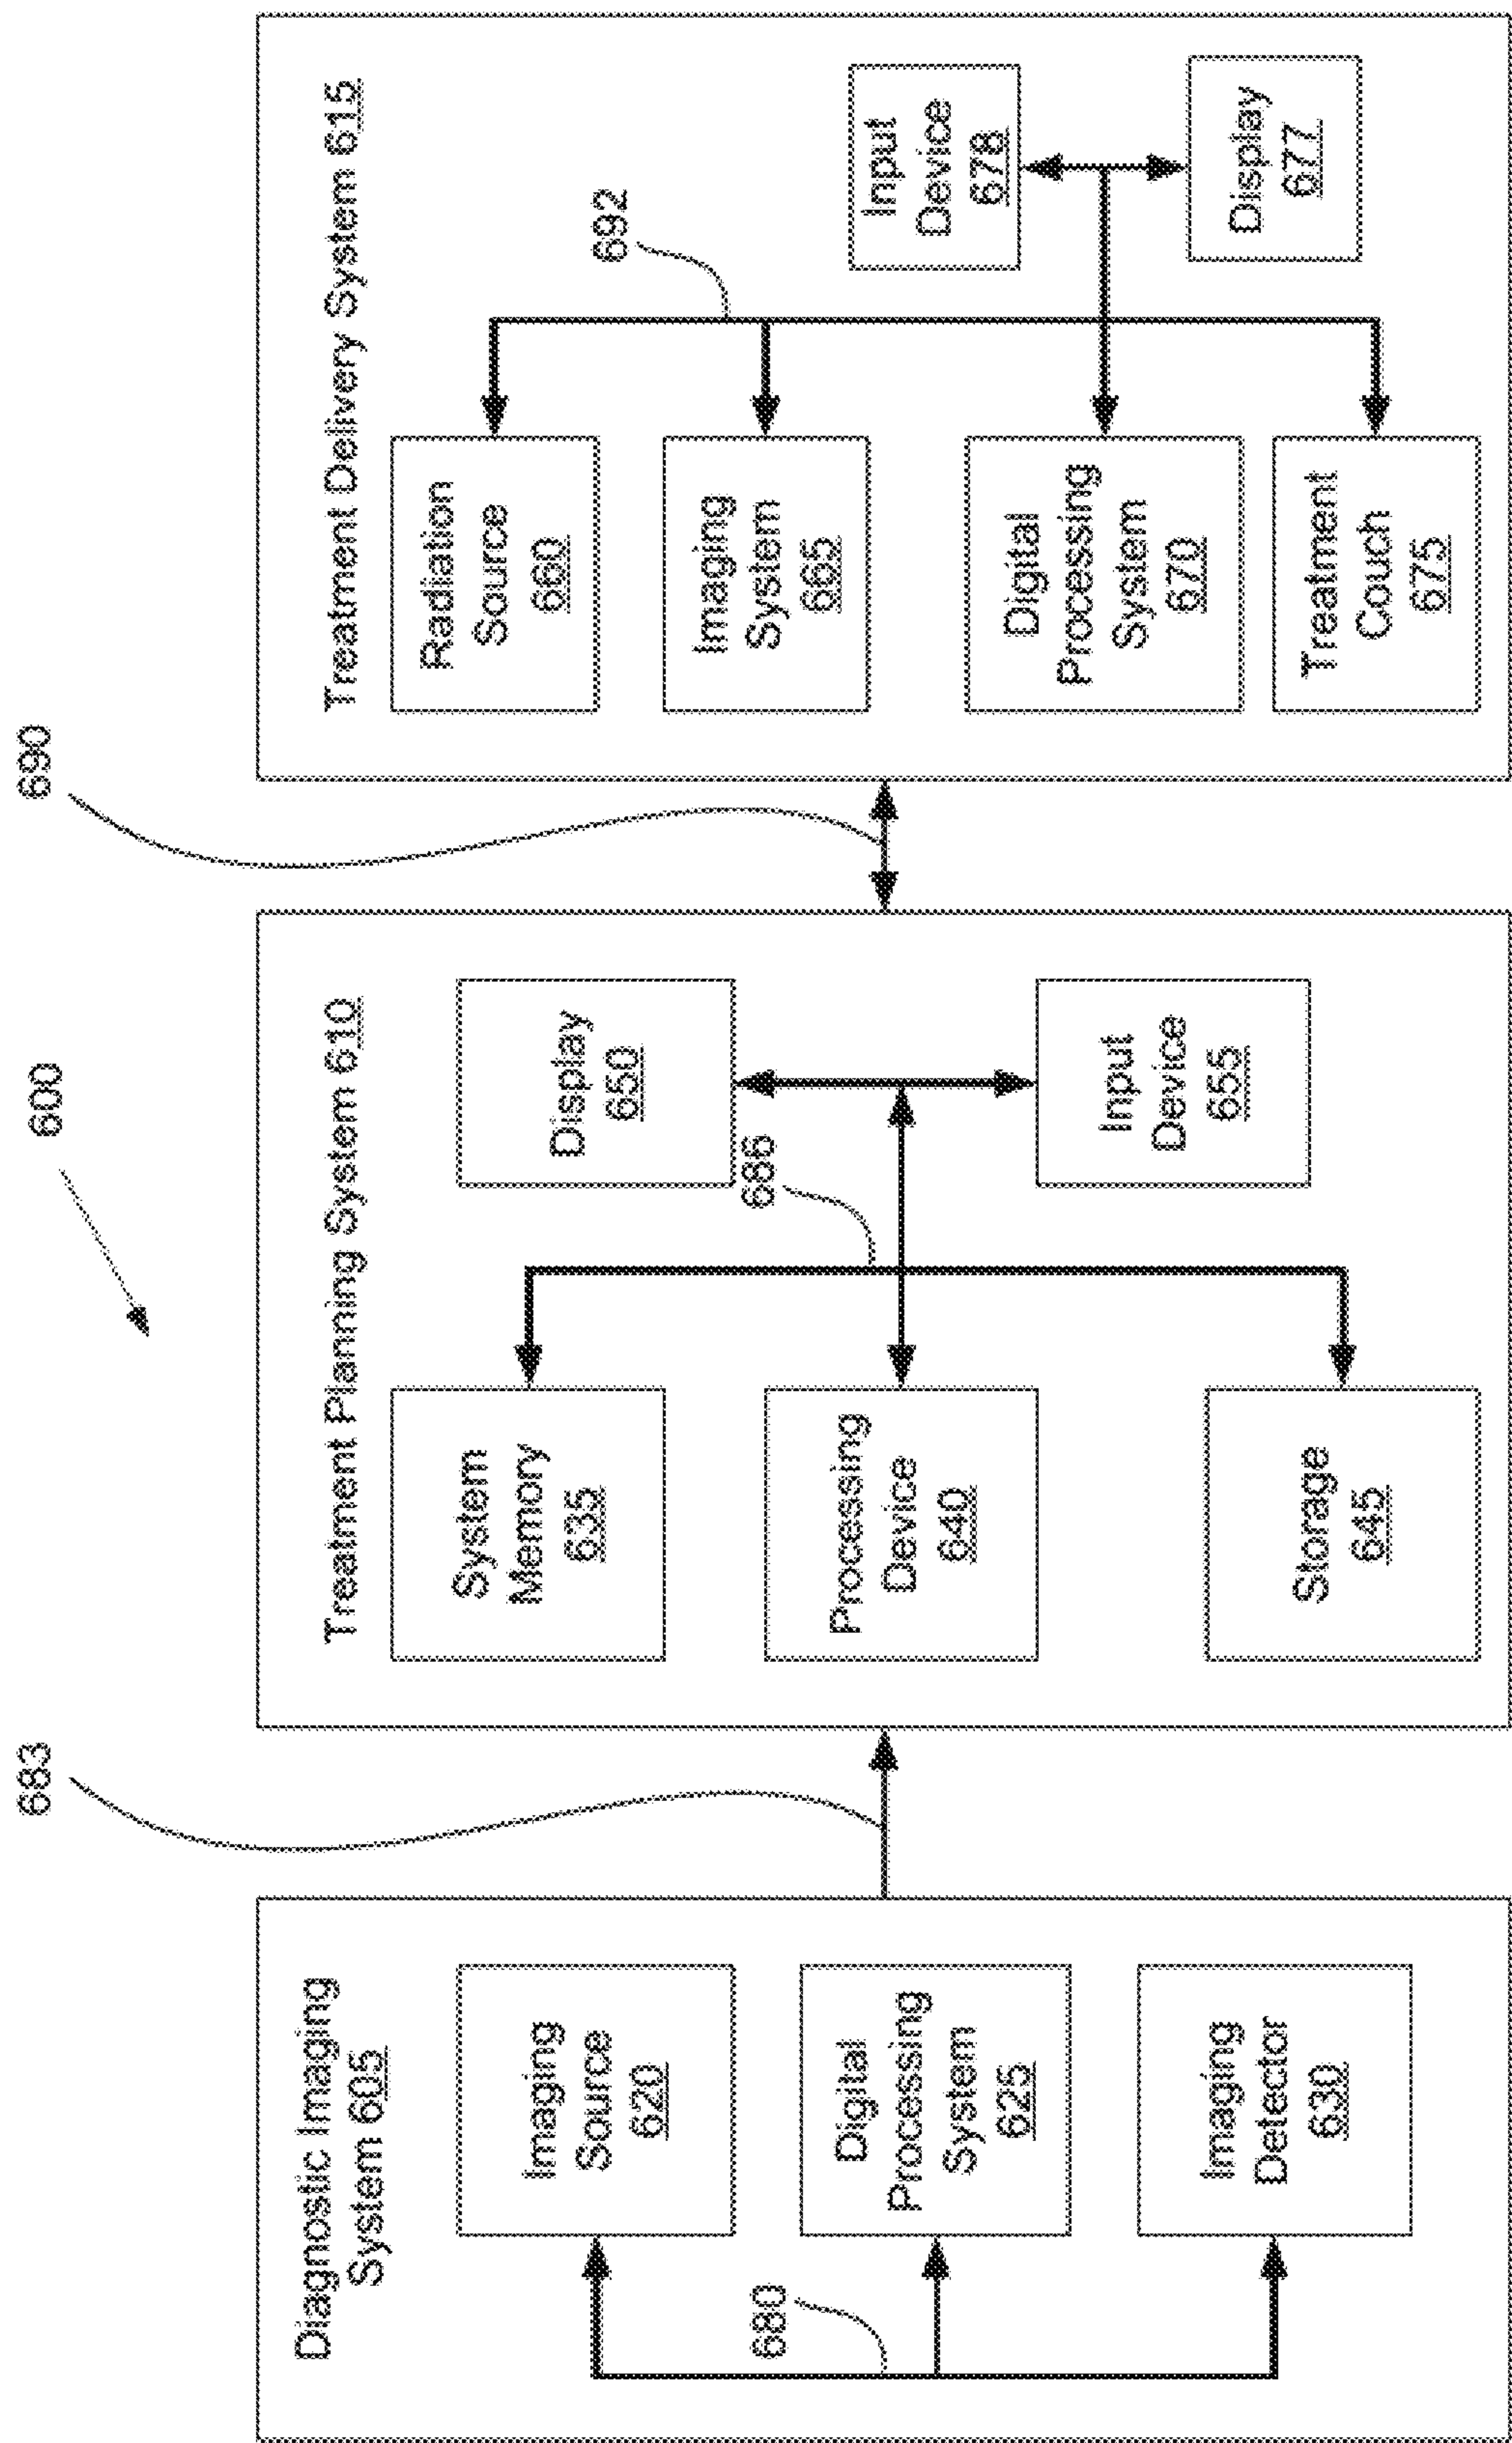 600
683
690
Diagnostic Imaging
System 605
Imaging
Source
620
Digital
Processing
System
625
Imaging
Detector
630
680
Treatment Planning System 610
System
Memory
635
Processing
Device
640
Storage
645
686
Display
650
Input
Device
655
Treatment Delivery System 615
Radiation
Source
660
Imaging
System
665
Digital
Processing
System
670
Treatment
Couch
675
692
Input
Device
678
Display
677